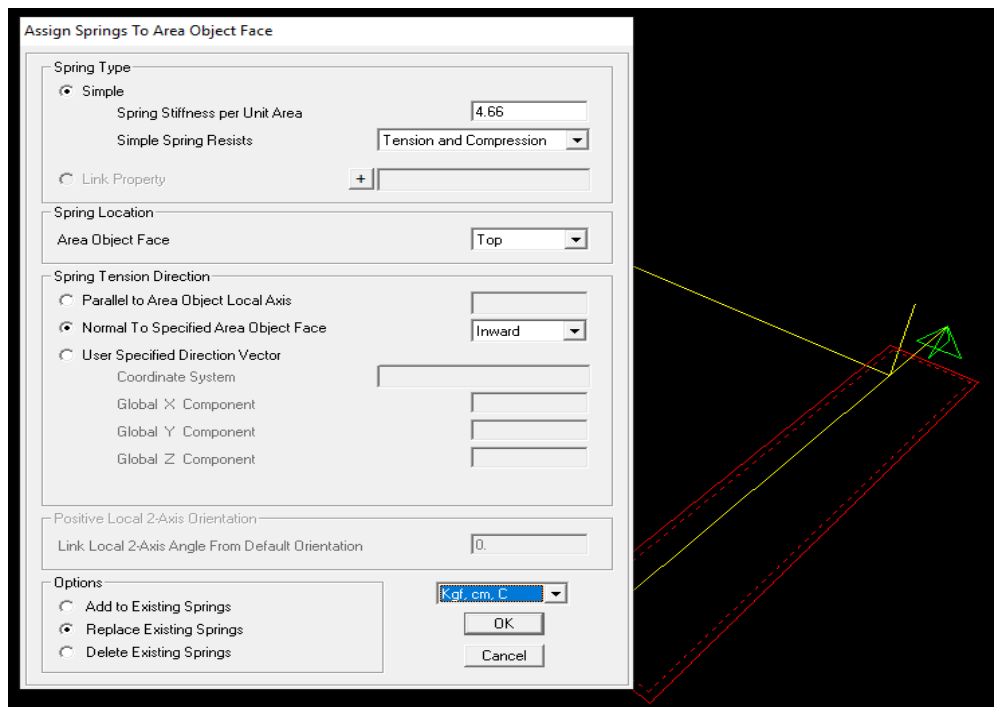 Assign Springs To Area Object Face
Spring Type
Simple
Spring Stiffness per Unit Area 4.66
Simple Spring Resists Tension and Compression
Link Property +
Spring Location
Area Object Face Top
Spring Tension Direction
Parallel to Area Object Local Axis
Normal To Specified Area Object Face Inward
User Specified Direction Vector
Coordinate System
Global X Component
Global Y Component
Global Z Component
Positive Local 2-Axis Orientation
Link Local 2-Axis Angle From Default Orientation 0.
Options
Add to Existing Springs
Replace Existing Springs
Delete Existing Springs
Kgf, cm, C
OK
Cancel